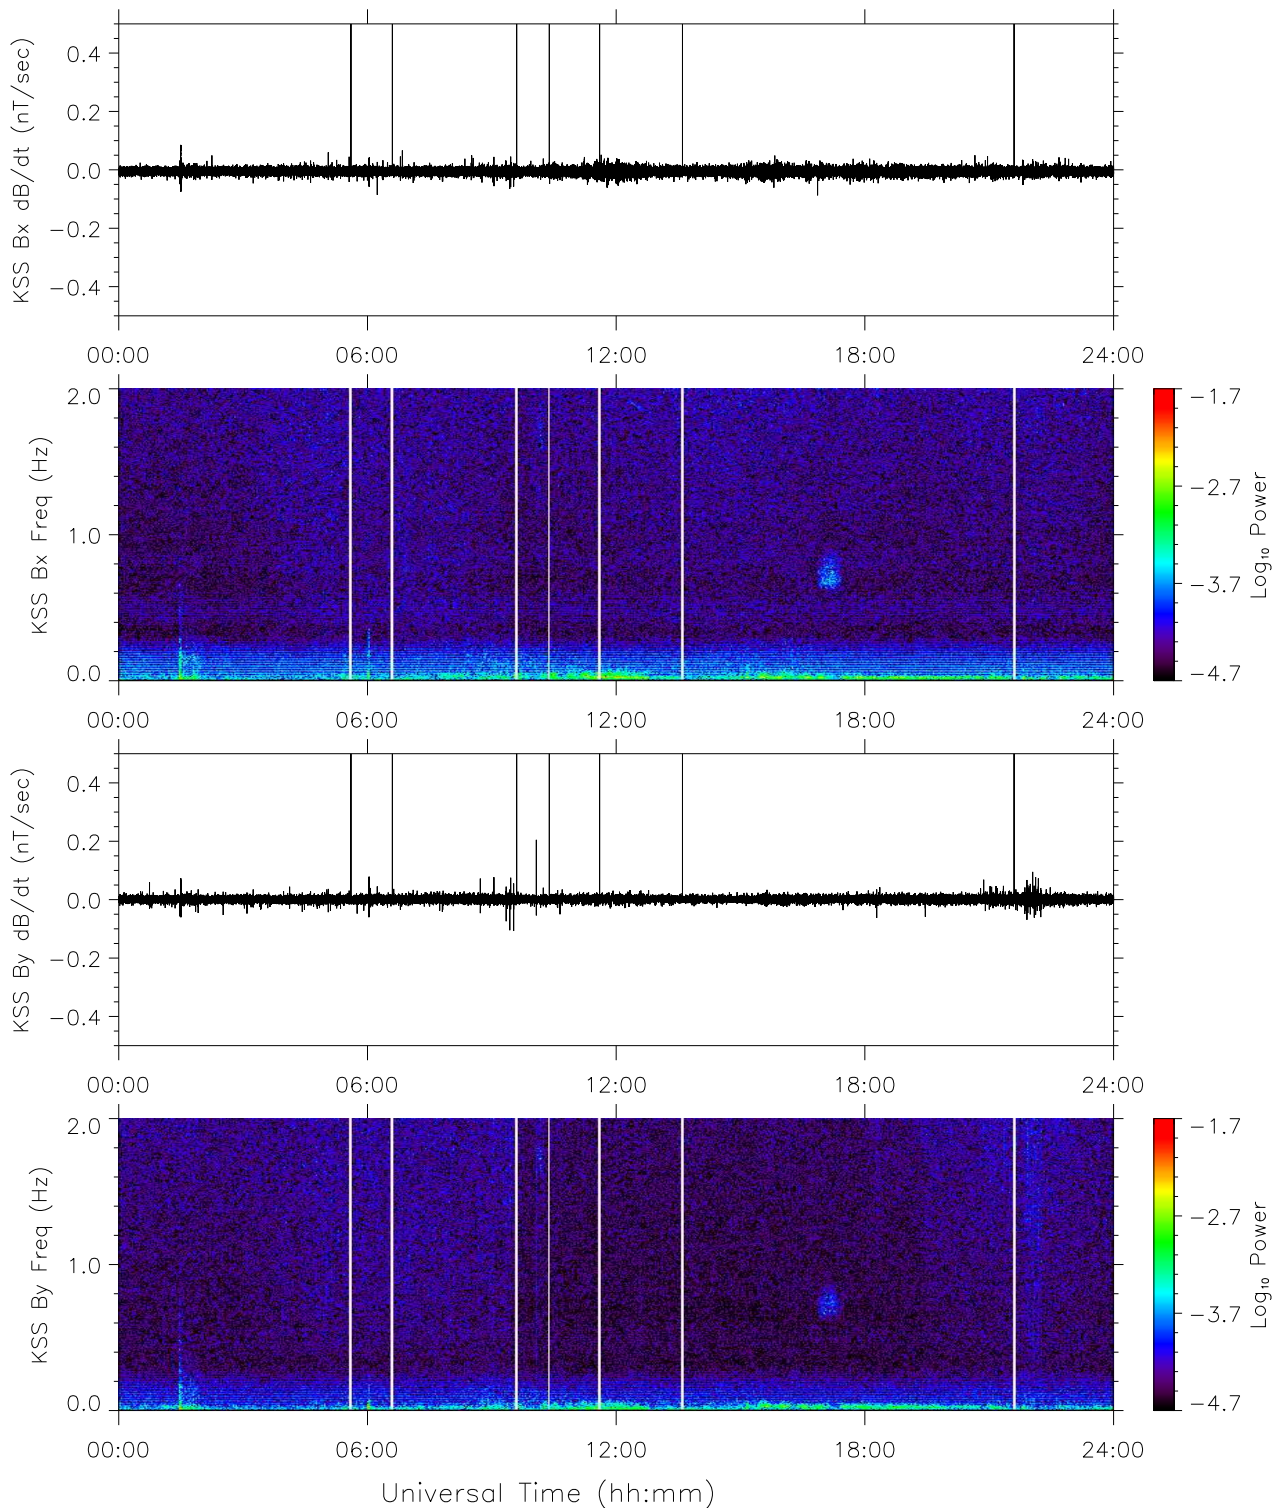 KSS Bx dB/dt (nT/sec)
0.4
0.2
0.0
−0.2
−0.4
00:00 06:00 12:00 18:00 24:00
KSS Bx Freq (Hz)
2.0
1.0
0.0
00:00 06:00 12:00 18:00 24:00
−1.7
−2.7
−3.7
−4.7
Log₁₀ Power
KSS By dB/dt (nT/sec)
0.4
0.2
0.0
−0.2
−0.4
00:00 06:00 12:00 18:00 24:00
KSS By Freq (Hz)
2.0
1.0
0.0
00:00 06:00 12:00 18:00 24:00
−1.7
−2.7
−3.7
−4.7
Log₁₀ Power
Universal Time (hh:mm)